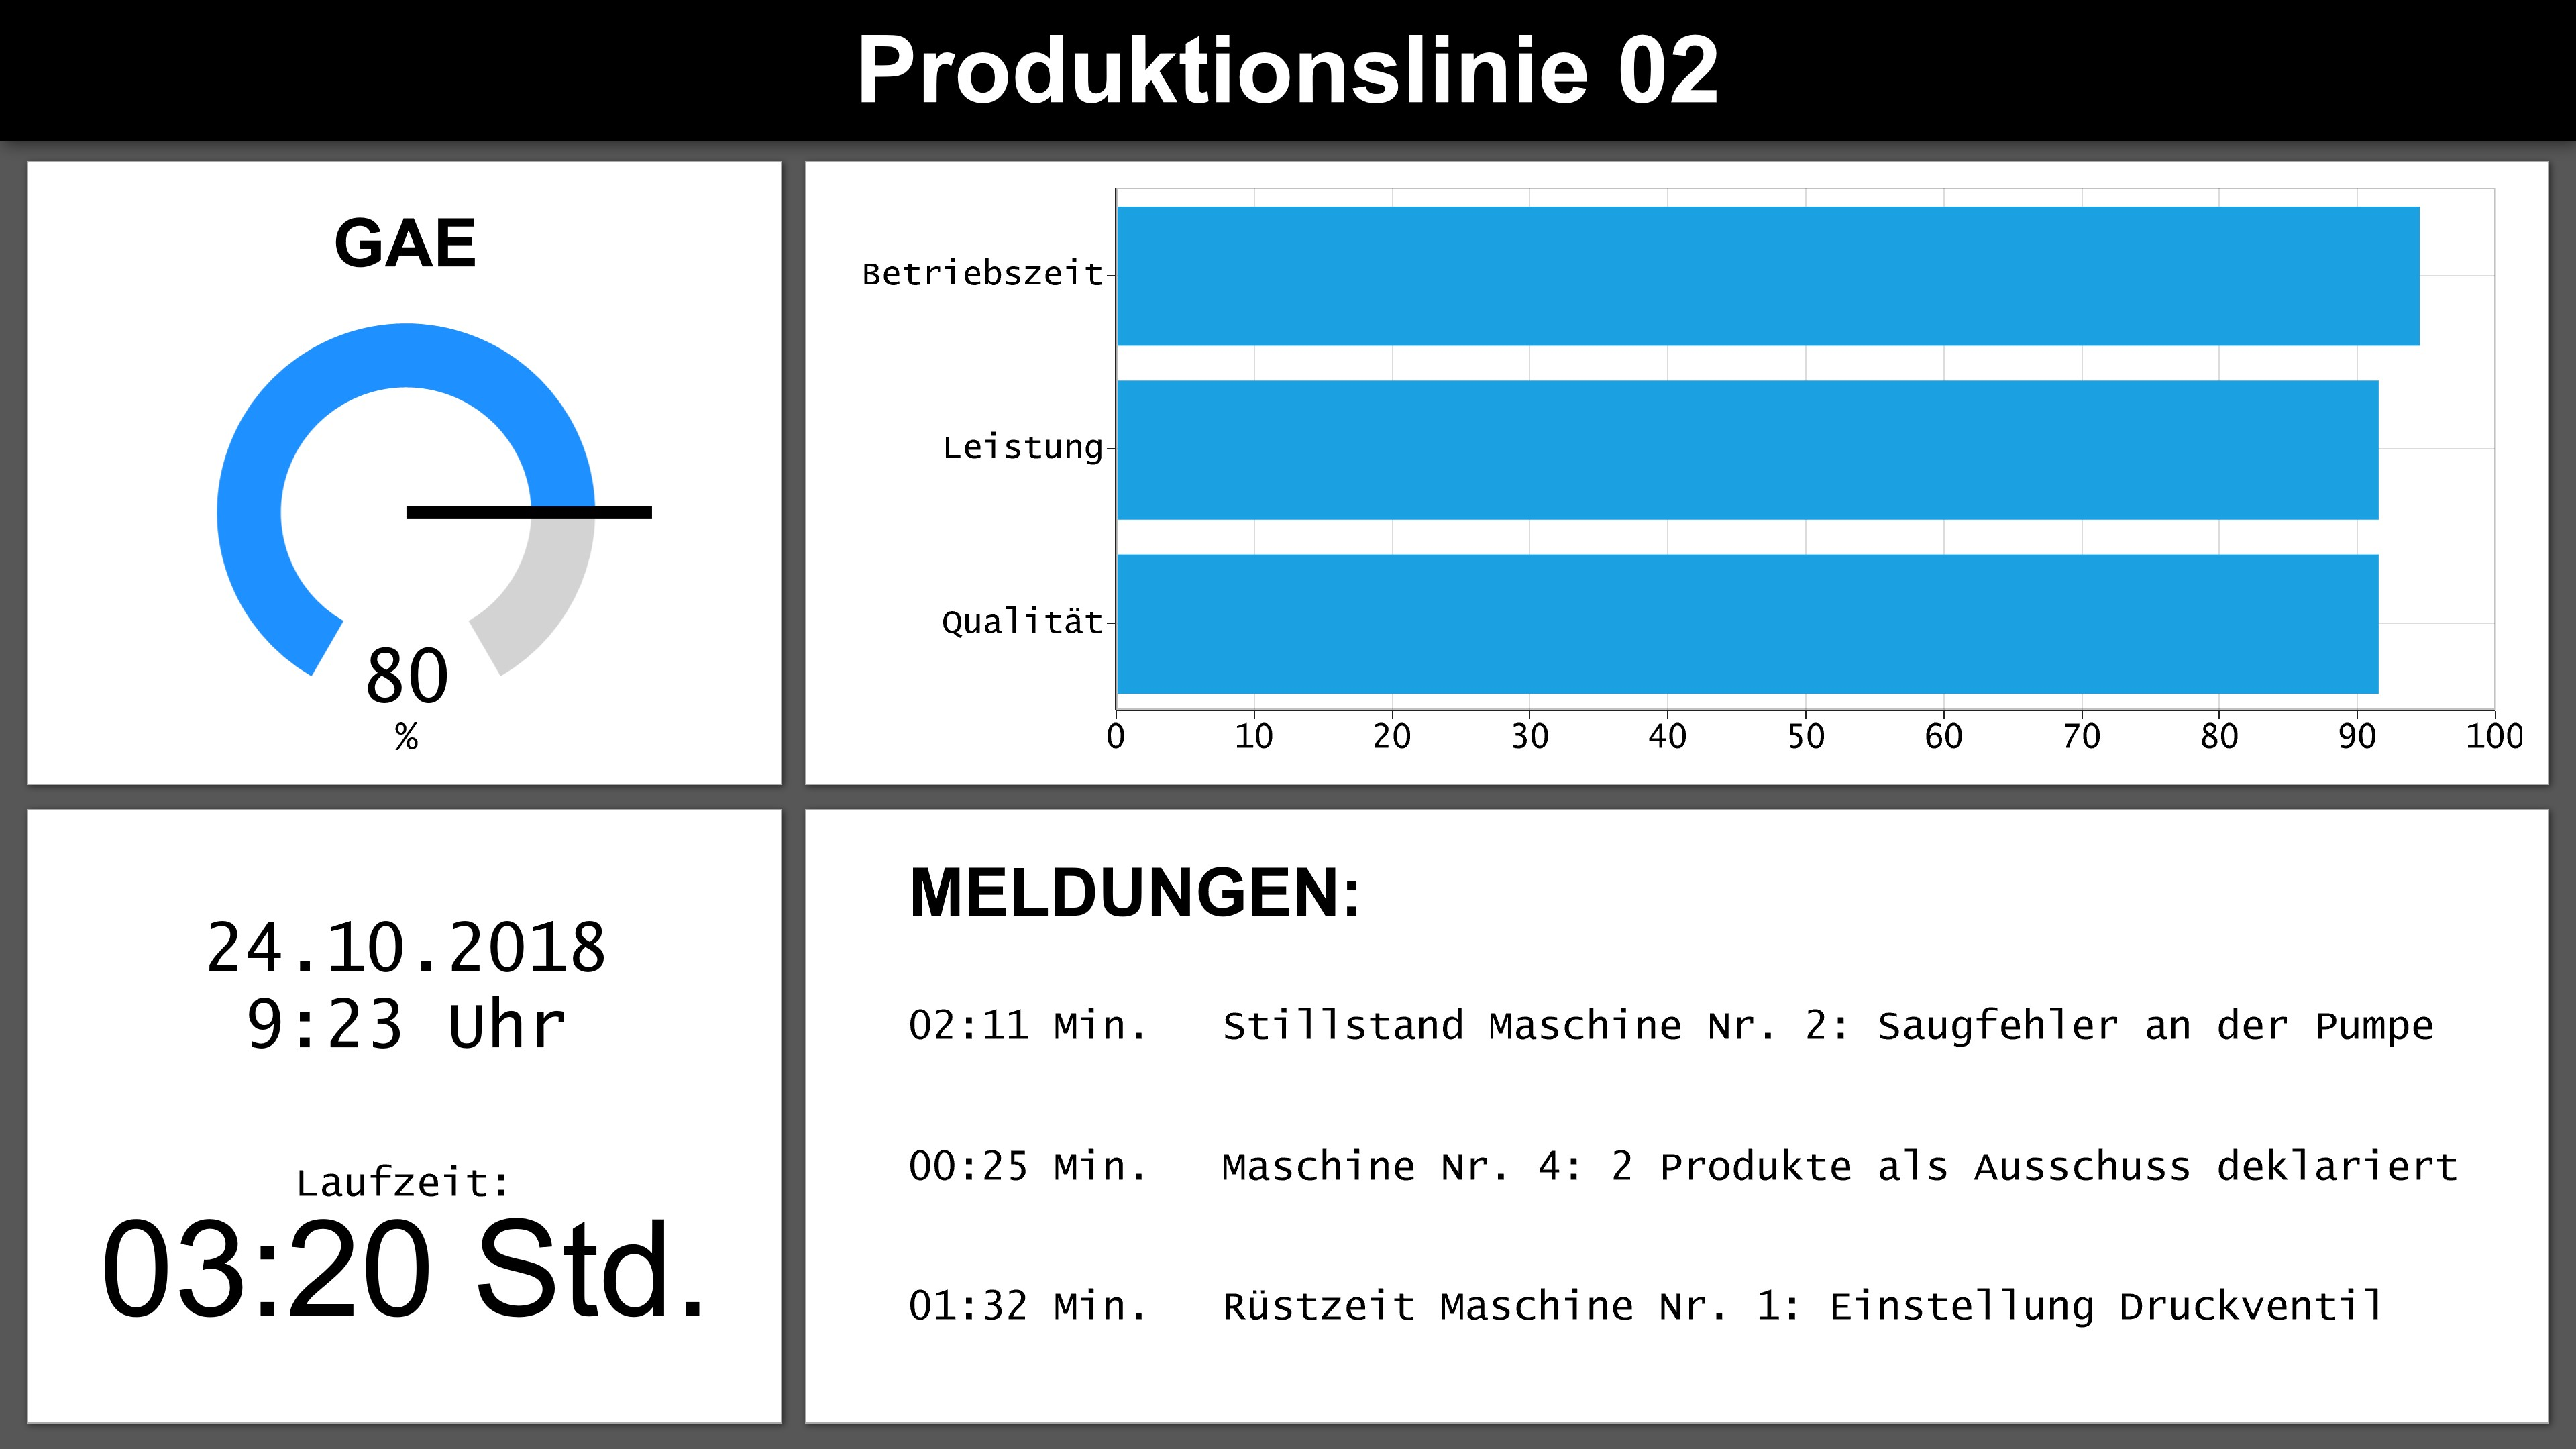 Produktionslinie 02
GAE
80
%
Betriebszeit
Leistung
Qualität
0 10 20 30 40 50 60 70 80 90 100
24.10.2018
9:23 Uhr
Laufzeit:
03:20 Std.
MELDUNGEN:
02:11 Min. Stillstand Maschine Nr. 2: Saugfehler an der Pumpe
00:25 Min. Maschine Nr. 4: 2 Produkte als Ausschuss deklariert
01:32 Min. Rüstzeit Maschine Nr. 1: Einstellung Druckventil